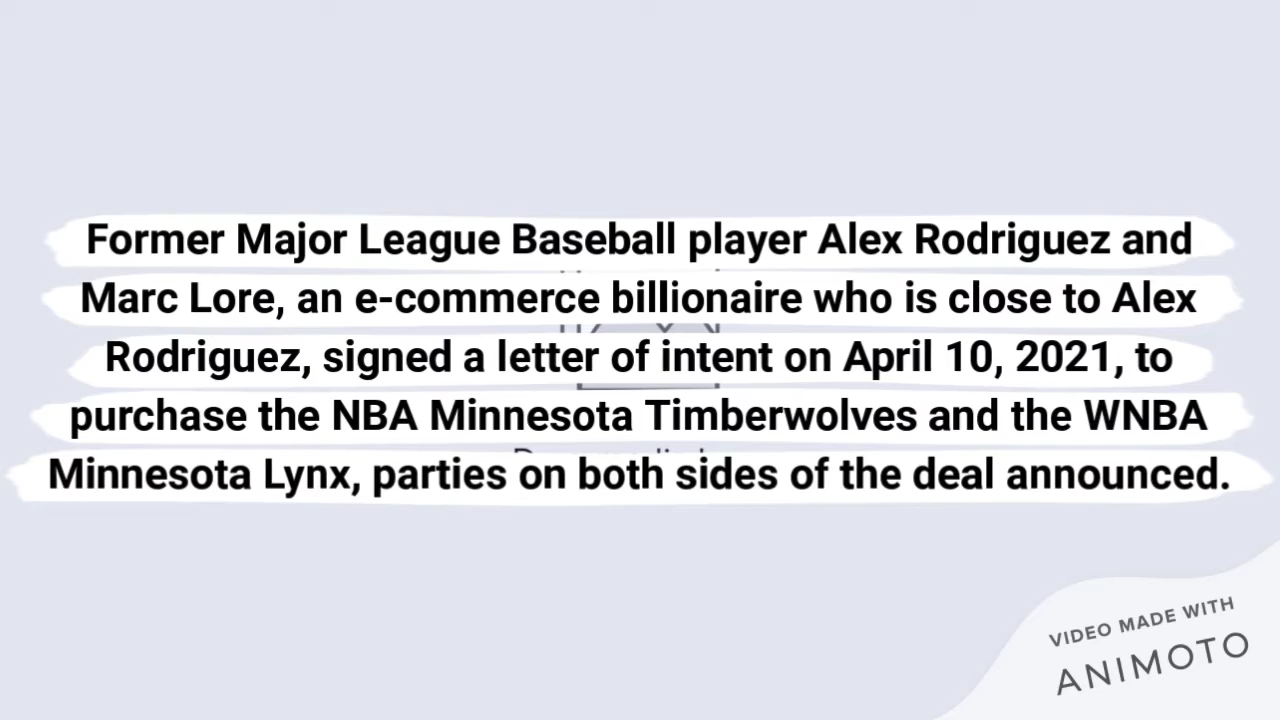 Former Major League Baseball player Alex Rodriguez and
Marc Lore, an e-commerce billionaire who is close to Alex
Rodriguez, signed a letter of intent on April 10, 2021, to
purchase the NBA Minnesota Timberwolves and the WNBA
Minnesota Lynx, parties on both sides of the deal announced.
VIDEO MADE WITH
ANIMOTO